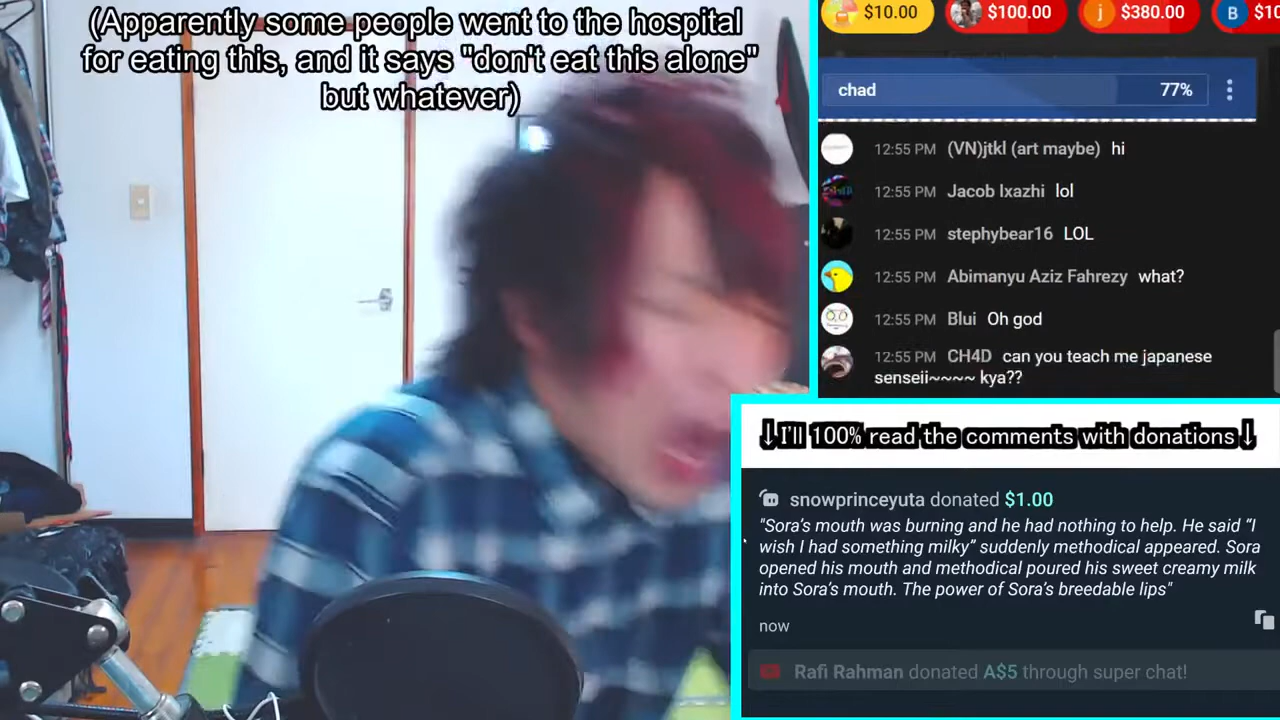 (Apparently some people went to the hospital
for eating this, and it says "don't eat this alone"
but whatever)
$10.00 $100.00 j $380.00 B
chad 77%
12:55 PM (VN)jtkl (art maybe) hi
12:55 PM Jacob Ixazhi lol
12:55 PM stephybear16 LOL
12:55 PM Abimanyu Aziz Fahrezy what?
12:55 PM Blui Oh god
12:55 PM CH4D can you teach me japanese
senseii~~~~ kya??
↓I'll 100% read the comments with donations↓
snowprinceyuta donated $1.00
"Sora's mouth was burning and he had nothing to help. He said “I
wish I had something milky” suddenly methodical appeared. Sora
opened his mouth and methodical poured his sweet creamy milk
into Sora's mouth. The power of Sora's breedable lips"
now
Rafi Rahman donated A$5 through super chat!